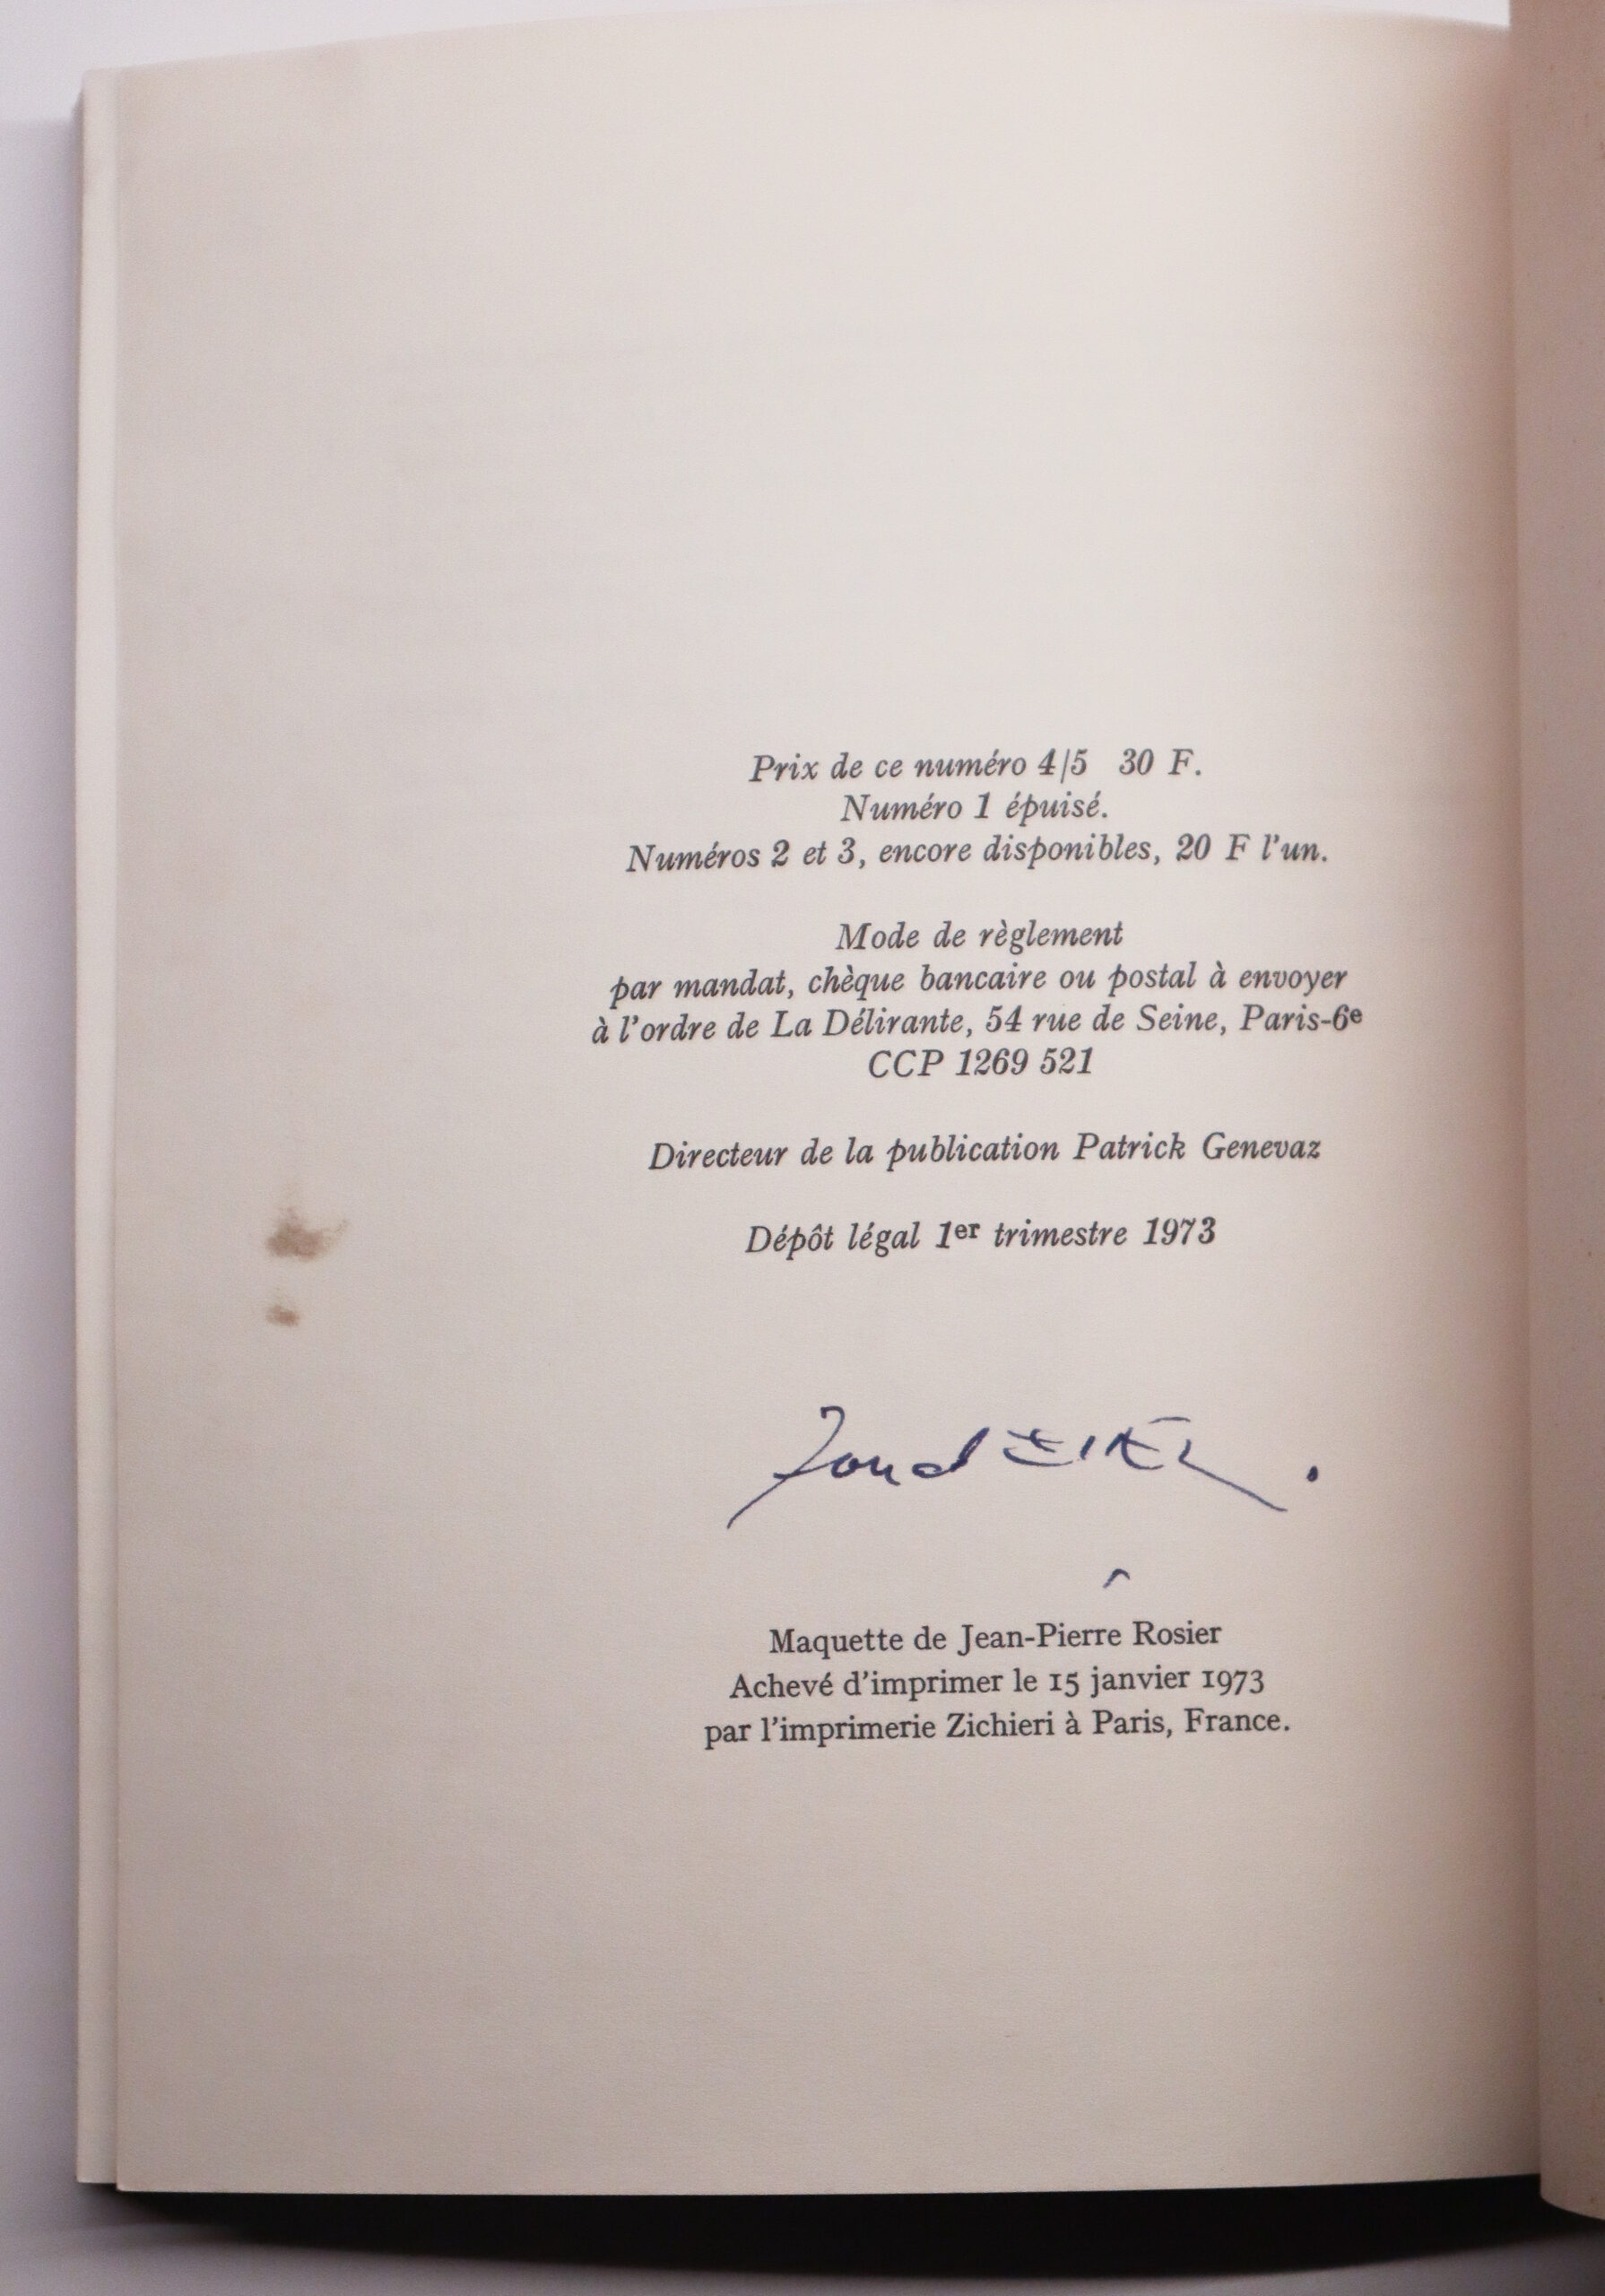 Prix de ce numéro 4/5 30 F.
Numéro 1 épuisé.
Numéros 2 et 3, encore disponibles, 20 F l'un.
Mode de règlement
par mandat, chèque bancaire ou postal à envoyer
à l'ordre de La Délirante, 54 rue de Seine, Paris-6e
CCP 1269 521
Directeur de la publication Patrick Genevaz
Dépôt légal 1er trimestre 1973
Maquette de Jean-Pierre Rosier
Achevé d'imprimer le 15 janvier 1973
par l'imprimerie Zichieri à Paris, France.